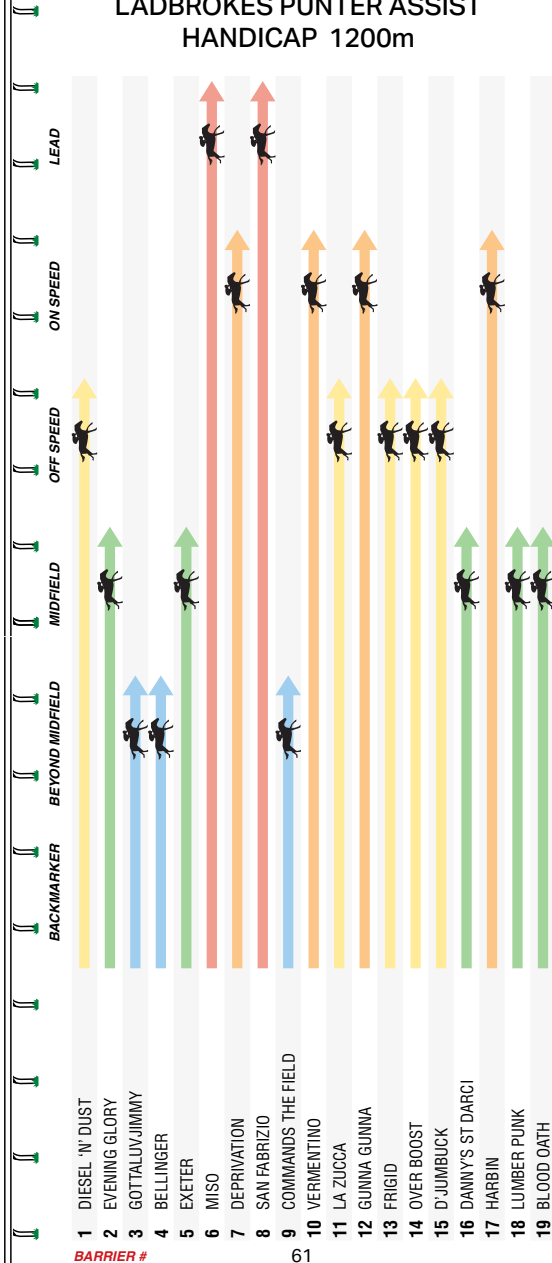 LADBROKES PUNTER ASSIST
HANDICAP 1200m
LEAD
ON SPEED
OFF SPEED
MIDFIELD
BEYOND MIDFIELD
BACKMARKER
1 DIESEL 'N' DUST
2 EVENING GLORY
3 GOTTALUVJIMMY
4 BELLINGER
5 EXETER
6 MISO
7 DEPRIVATION
8 SAN FABRIZIO
9 COMMANDS THE FIELD
10 VERMENTINO
11 LA ZUCCA
12 GUNNA GUNNA
13 FRIGID
14 OVER BOOST
15 D'JUMBUCK
16 DANNY'S ST DARCI
17 HARBIN
18 LUMBER PUNK
19 BLOOD OATH
BARRIER #
61